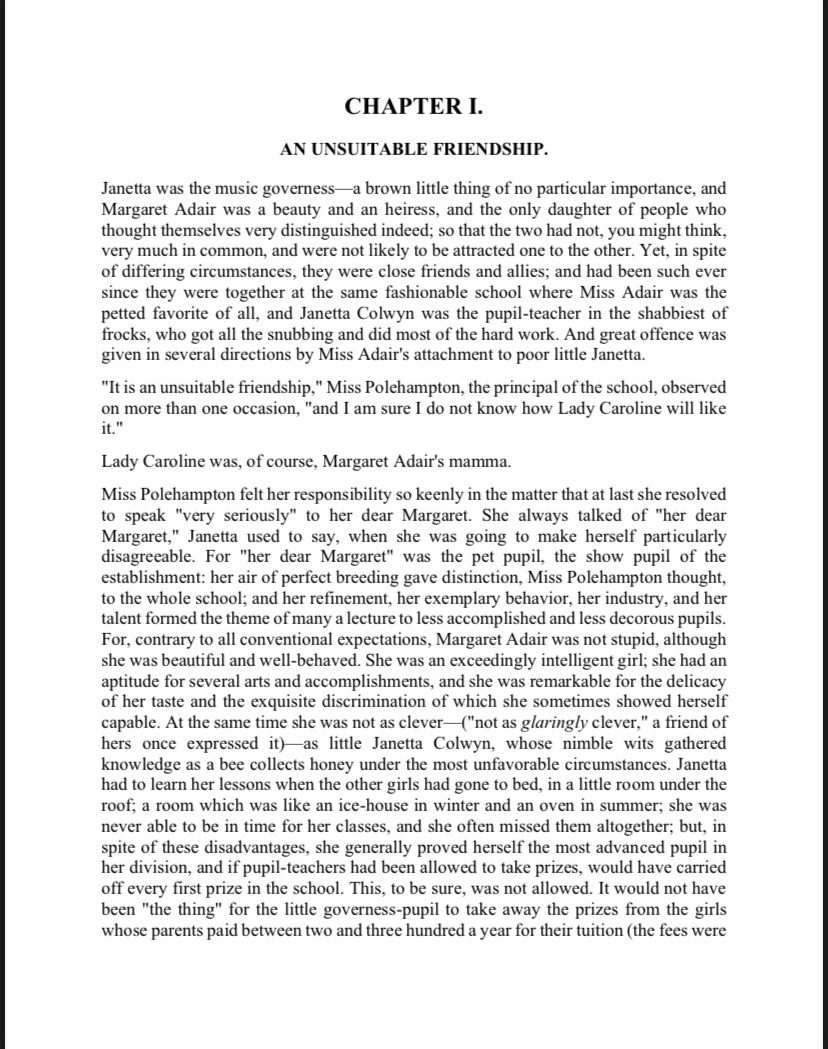 CHAPTER I.
AN UNSUITABLE FRIENDSHIP.
Janetta was the music governess—a brown little thing of no particular importance, and
Margaret Adair was a beauty and an heiress, and the only daughter of people who
thought themselves very distinguished indeed; so that the two had not, you might think,
very much in common, and were not likely to be attracted one to the other. Yet, in spite
of differing circumstances, they were close friends and allies; and had been such ever
since they were together at the same fashionable school where Miss Adair was the
petted favorite of all, and Janetta Colwyn was the pupil-teacher in the shabbiest of
frocks, who got all the snubbing and did most of the hard work. And great offence was
given in several directions by Miss Adair's attachment to poor little Janetta.
"It is an unsuitable friendship," Miss Polehampton, the principal of the school, observed
on more than one occasion, "and I am sure I do not know how Lady Caroline will like
it."
Lady Caroline was, of course, Margaret Adair's mamma.
Miss Polehampton felt her responsibility so keenly in the matter that at last she resolved
to speak "very seriously" to her dear Margaret. She always talked of "her dear
Margaret," Janetta used to say, when she was going to make herself particularly
disagreeable. For "her dear Margaret" was the pet pupil, the show pupil of the
establishment: her air of perfect breeding gave distinction, Miss Polehampton thought,
to the whole school; and her refinement, her exemplary behavior, her industry, and her
talent formed the theme of many a lecture to less accomplished and less decorous pupils.
For, contrary to all conventional expectations, Margaret Adair was not stupid, although
she was beautiful and well-behaved. She was an exceedingly intelligent girl; she had an
aptitude for several arts and accomplishments, and she was remarkable for the delicacy
of her taste and the exquisite discrimination of which she sometimes showed herself
capable. At the same time she was not as clever—("not as glaringly clever," a friend of
hers once expressed it)—as little Janetta Colwyn, whose nimble wits gathered
knowledge as a bee collects honey under the most unfavorable circumstances. Janetta
had to learn her lessons when the other girls had gone to bed, in a little room under the
roof; a room which was like an ice-house in winter and an oven in summer; she was
never able to be in time for her classes, and she often missed them altogether; but, in
spite of these disadvantages, she generally proved herself the most advanced pupil in
her division, and if pupil-teachers had been allowed to take prizes, would have carried
off every first prize in the school. This, to be sure, was not allowed. It would not have
been "the thing" for the little governess-pupil to take away the prizes from the girls
whose parents paid between two and three hundred a year for their tuition (the fees were